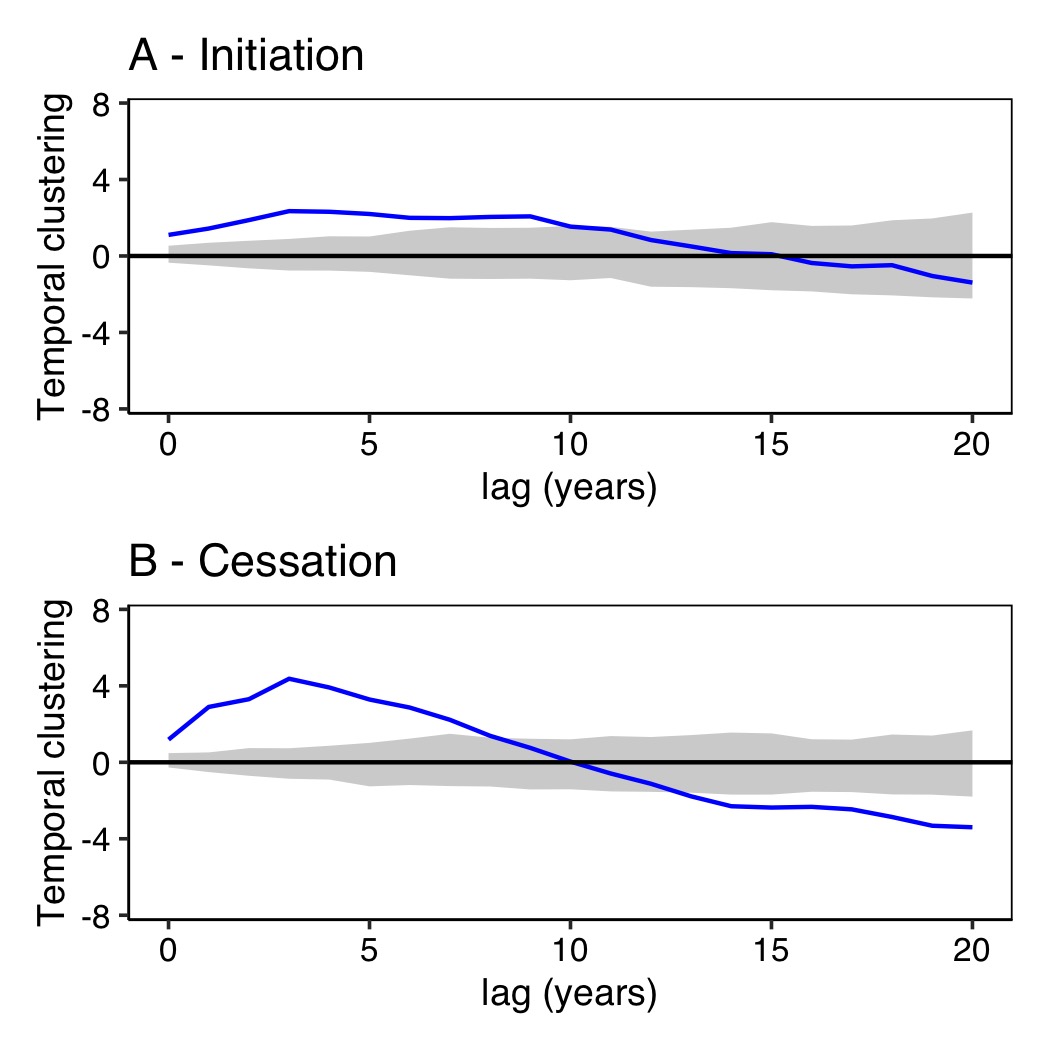 A - Initiation
Temporal clustering
8
4
0
-4
-8
0 5 10 15 20
lag (years)
B - Cessation
Temporal clustering
8
4
0
-4
-8
0 5 10 15 20
lag (years)